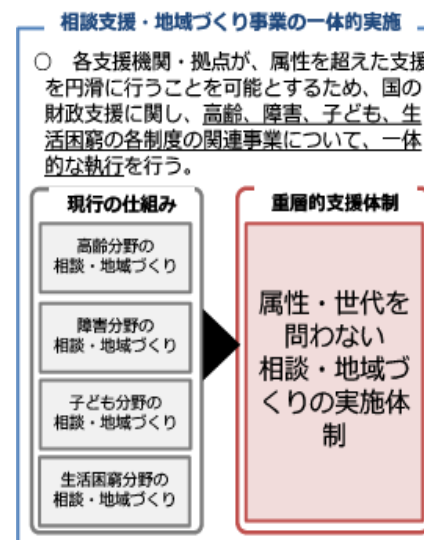 相談支援・地域づくり事業の一体的実施
○　各支援機関・拠点が、属性を超えた支援
を円滑に行うことを可能とするため、国の
財政支援に関し、高齢、障害、子ども、生
活困窮の各制度の関連事業について、一体
的な執行を行う。
現行の仕組み
高齢分野の
相談・地域づくり
障害分野の
相談・地域づくり
子ども分野の
相談・地域づくり
生活困窮分野の
相談・地域づくり
重層的支援体制
属性・世代を
問わない
相談・地域づ
くりの実施体
制